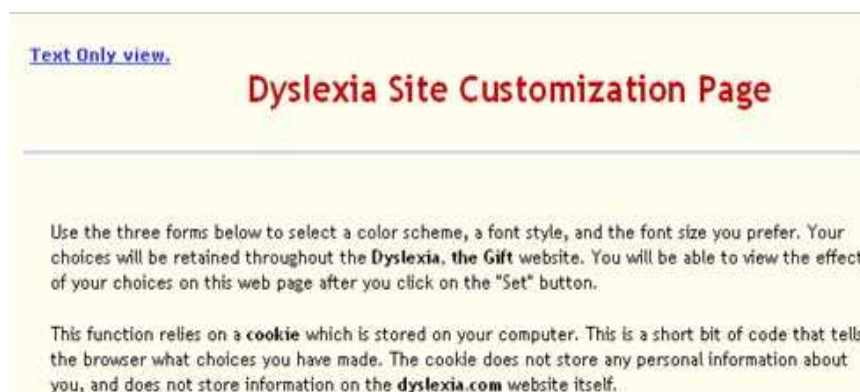 Text Only view.
Dyslexia Site Customization Page
Use the three forms below to select a color scheme, a font style, and the font size you prefer. Your
choices will be retained throughout the Dyslexia, the Gift website. You will be able to view the effect
of your choices on this web page after you click on the "Set" button.
This function relies on a cookie which is stored on your computer. This is a short bit of code that tells
the browser what choices you have made. The cookie does not store any personal information about
you, and does not store information on the dyslexia.com website itself.